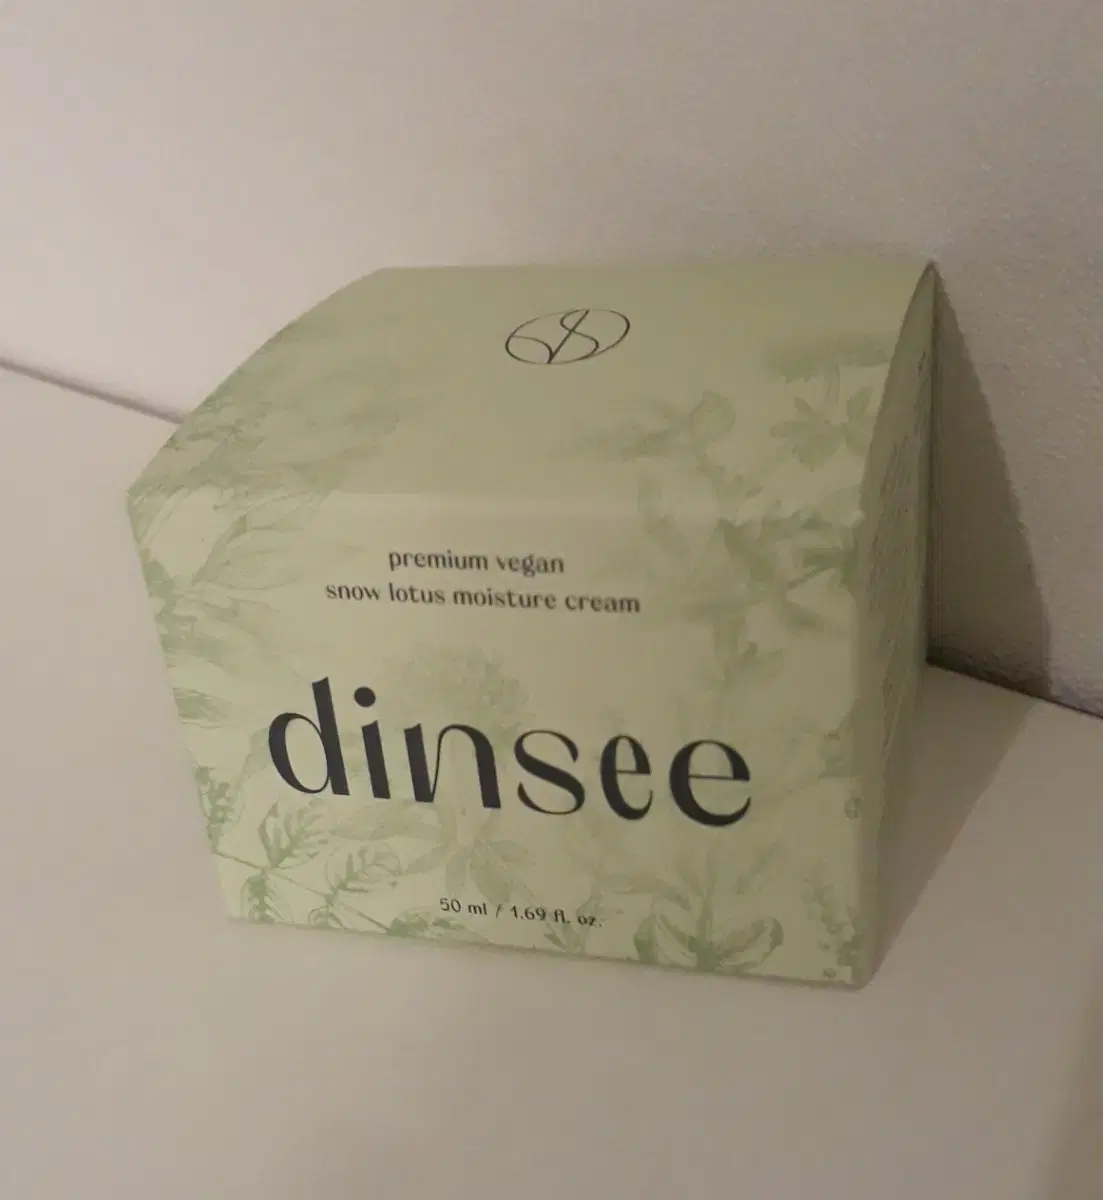 premium vegan
snow lotus moisture cream
dinsee
50 ml / 1.69 fl. oz.